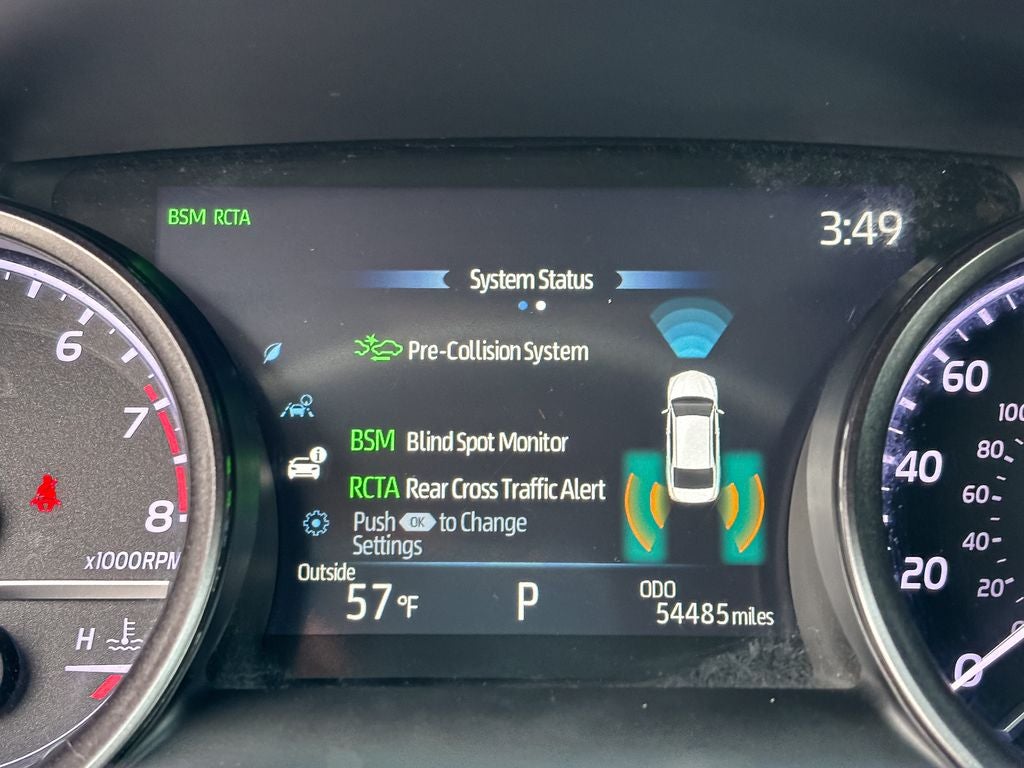 BSM RCTA
3:49
System Status
Pre-Collision System
BSM Blind Spot Monitor
RCTA Rear Cross Traffic Alert
Push OK to Change
Settings
Outside
57°F
P
ODO
54485 miles
6
7
8
x1000RPM
H
60
40
20
0
100
80
60
40
20